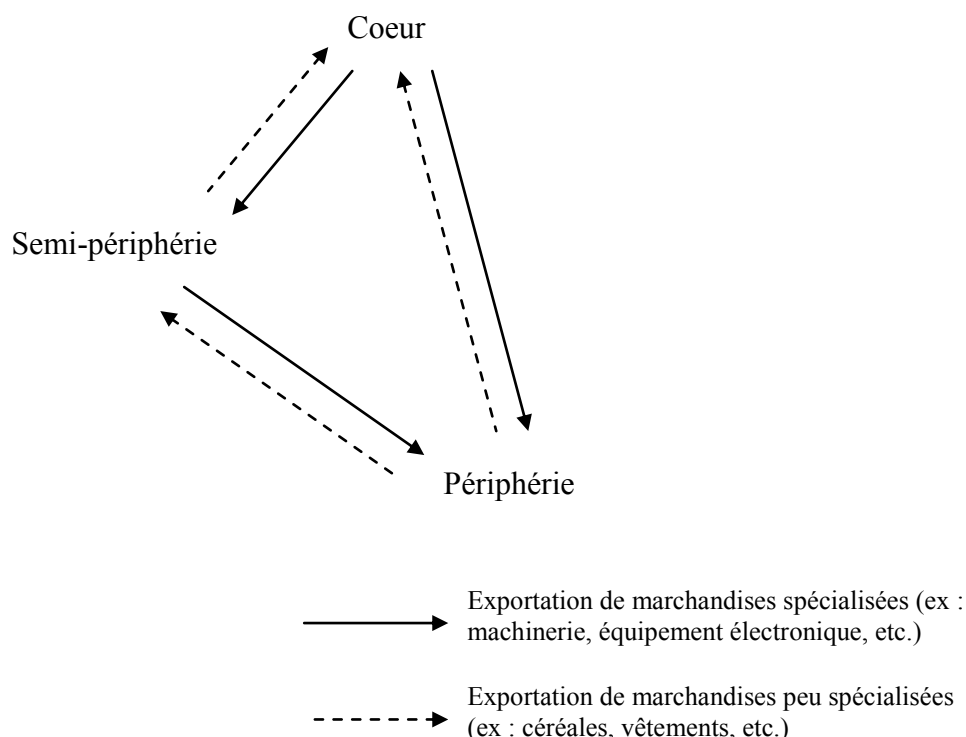 Coeur
Semi-périphérie
Périphérie
Exportation de marchandises spécialisées (ex :
machinerie, équipement électronique, etc.)
Exportation de marchandises peu spécialisées
(ex : céréales, vêtements, etc.)